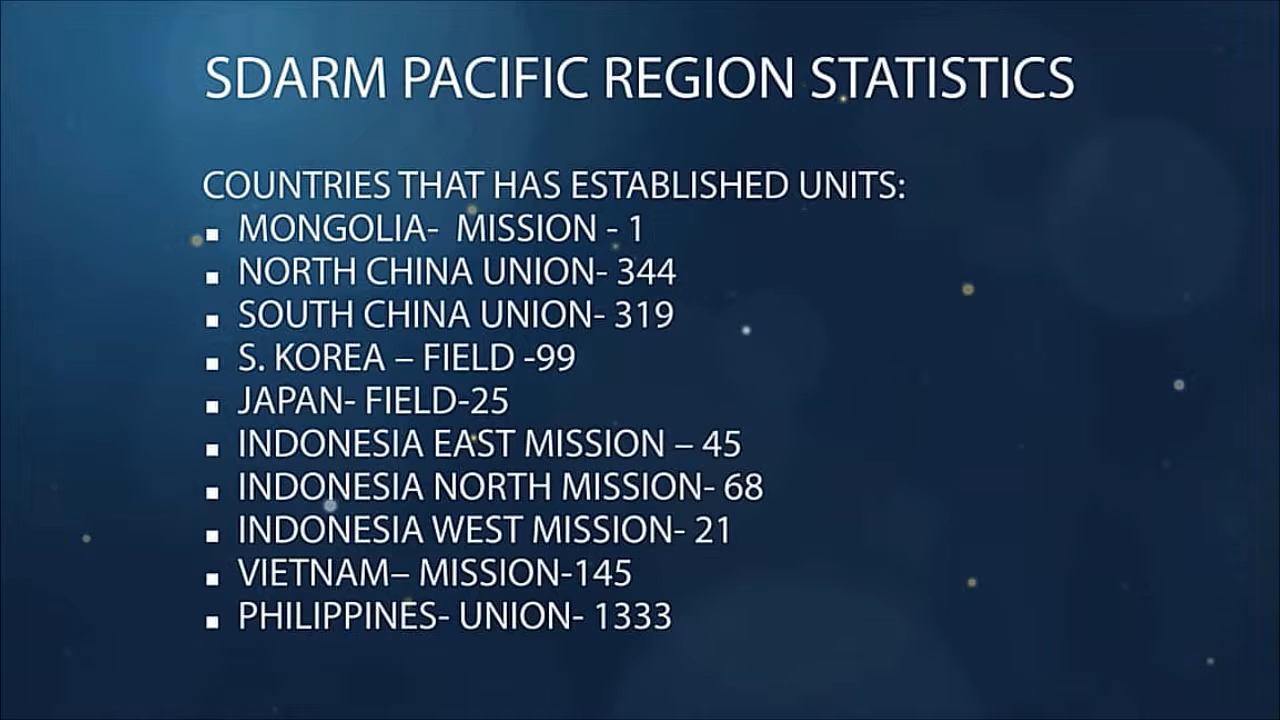 SDARM PACIFIC REGION STATISTICS
COUNTRIES THAT HAS ESTABLISHED UNITS:
▪ MONGOLIA-  MISSION - 1
▪ NORTH CHINA UNION- 344
▪ SOUTH CHINA UNION- 319
▪ S. KOREA – FIELD -99
▪ JAPAN- FIELD-25
▪ INDONESIA EAST MISSION – 45
▪ INDONESIA NORTH MISSION- 68
▪ INDONESIA WEST MISSION- 21
▪ VIETNAM– MISSION-145
▪ PHILIPPINES- UNION- 1333